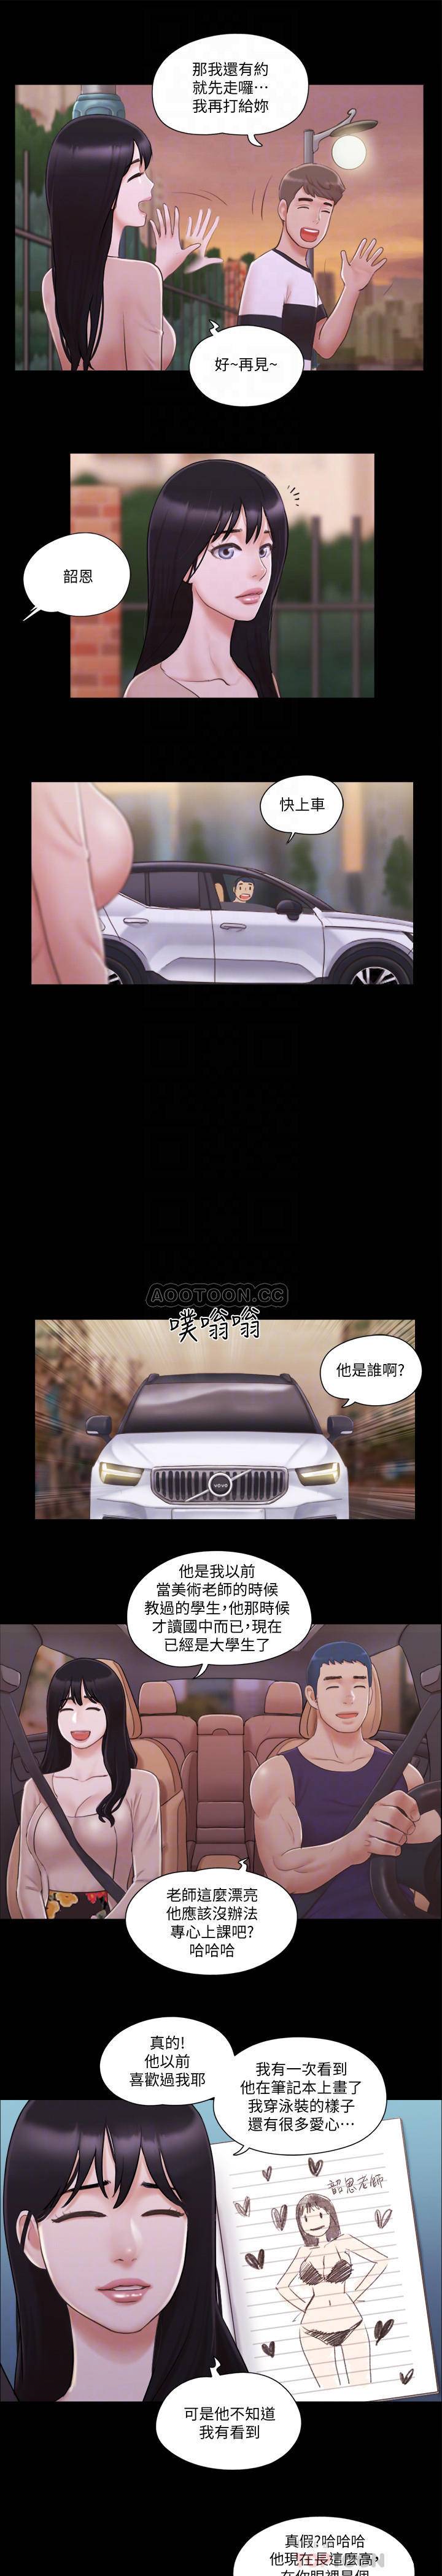 那我還有約
就先走囉…
我再打給妳
好~再見~
韶恩
快上車
AOOTOON.CC
噗嗡嗡
他是誰啊?
他是我以前
當美術老師的時候
教過的學生,他那時候
才讀國中而已,現在
已經是大學生了
老師這麼漂亮
他應該沒辦法
專心上課吧?
哈哈哈
真的!
他以前
喜歡過我耶
我有一次看到
他在筆記本上畫了
我穿泳裝的樣子
還有很多愛心…
韶恩老師
可是他不知道
我有看到
真假?哈哈哈
他現在長這麼高,